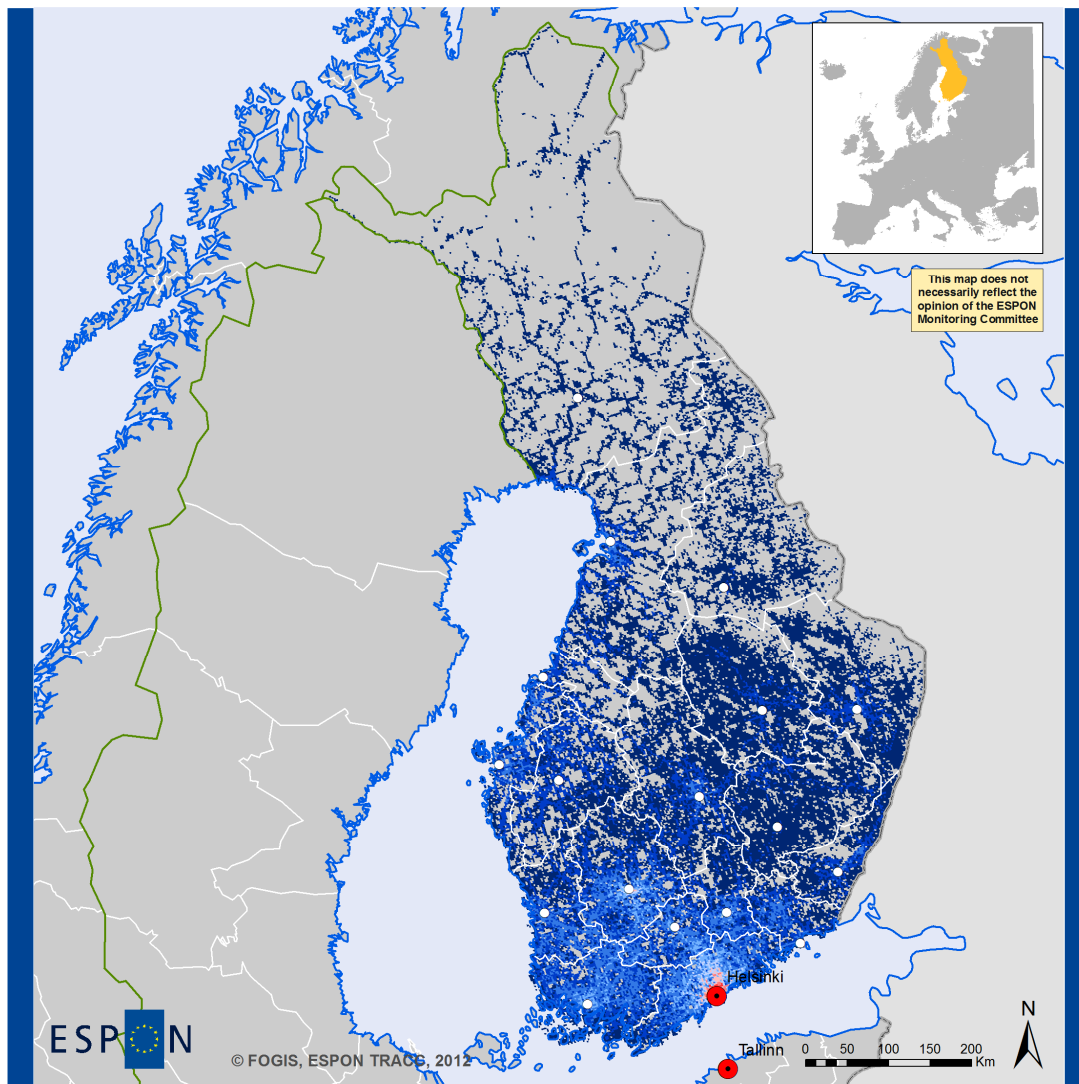 This map does not
necessarily reflect the
opinion of the ESPON
Monitoring Committee
Helsinki
N
ESPON
© FOGIS, ESPON TRACC, 2012
Tallinn
0 50 100 150 200
Km